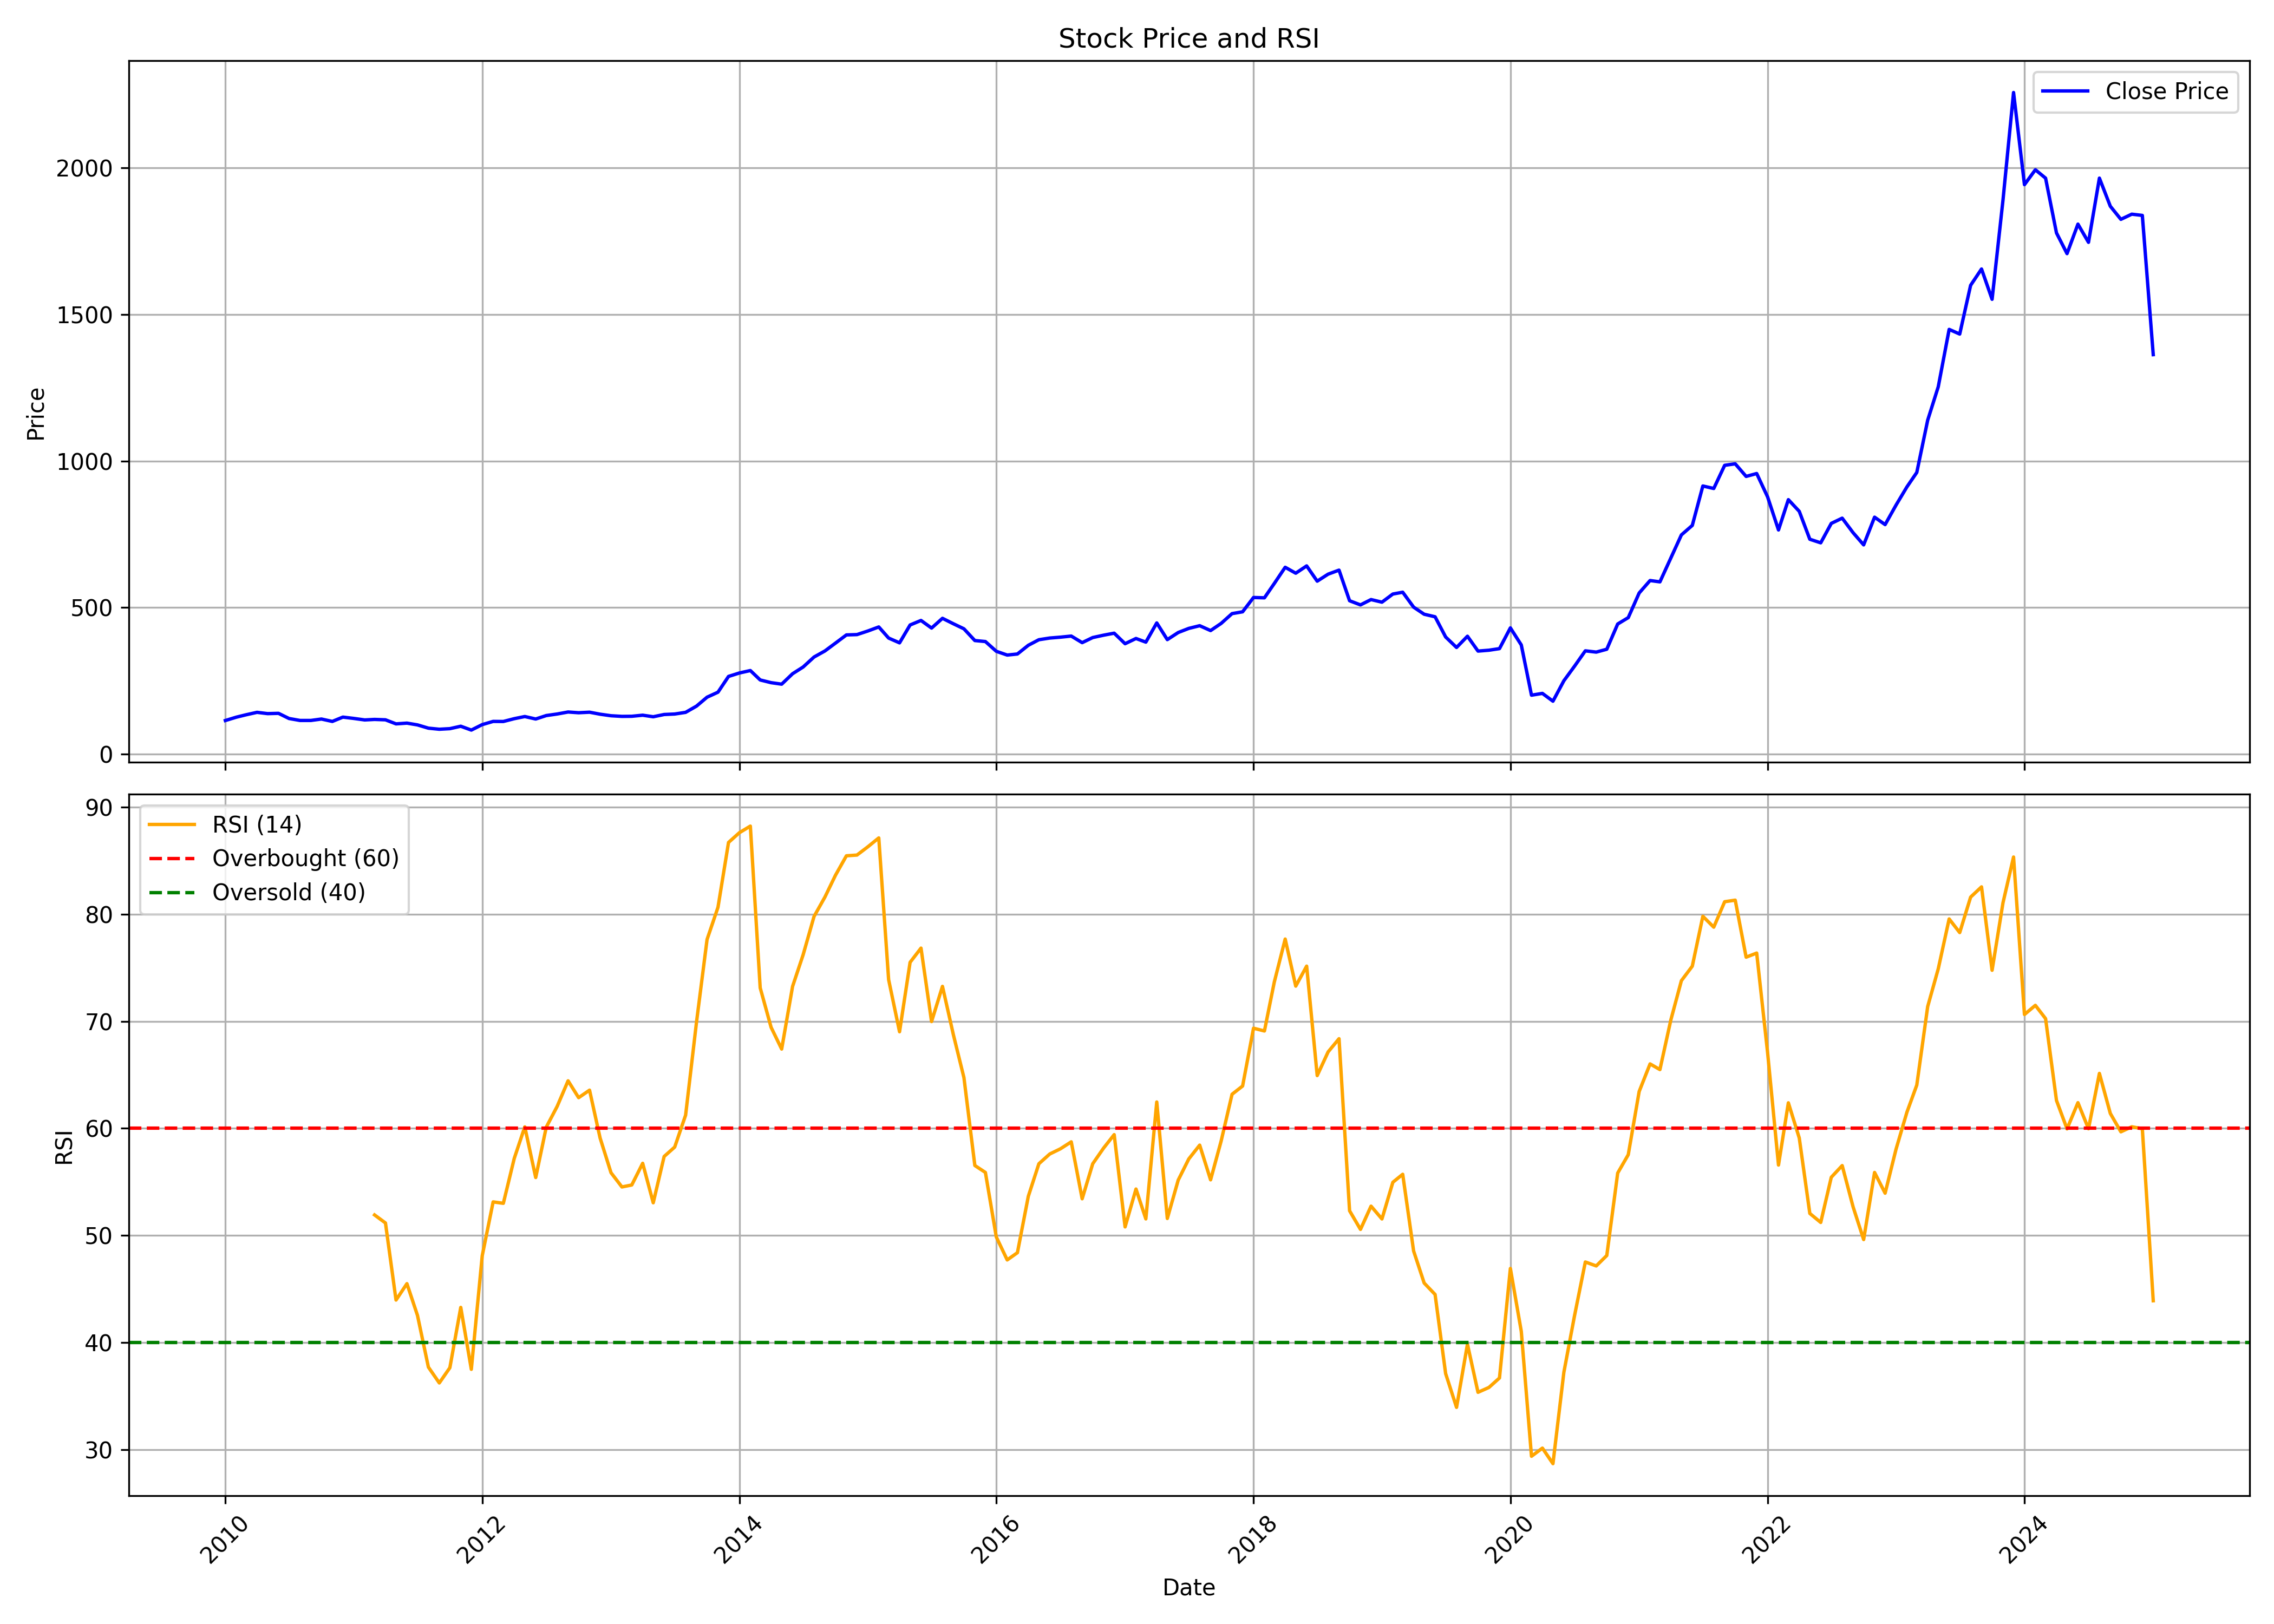 Stock Price and RSI
Close Price
Price
2000
1500
1000
500
0
RSI (14)
Overbought (60)
Oversold (40)
RSI
90
80
70
60
50
40
30
2010
2012
2014
2016
2018
2020
2022
2024
Date